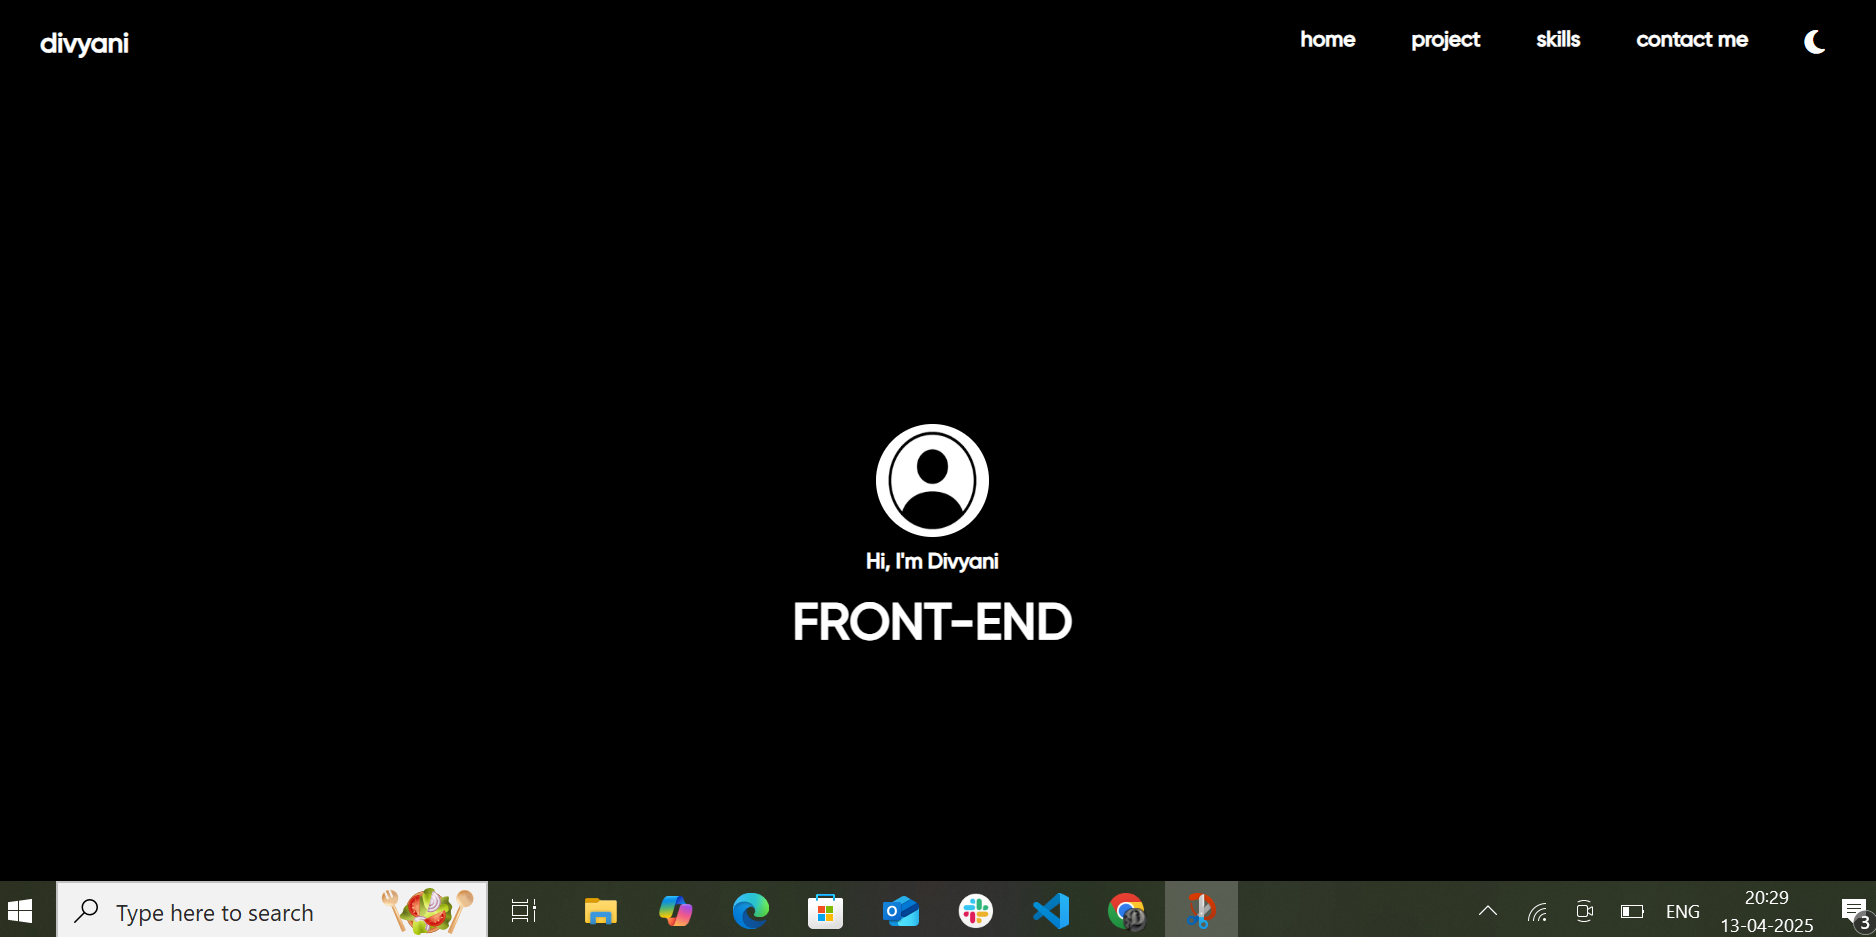 divyani
home project skills contact me
Hi, I'm Divyani
FRONT-END
Type here to search
ENG
20:29
13-04-2025
3